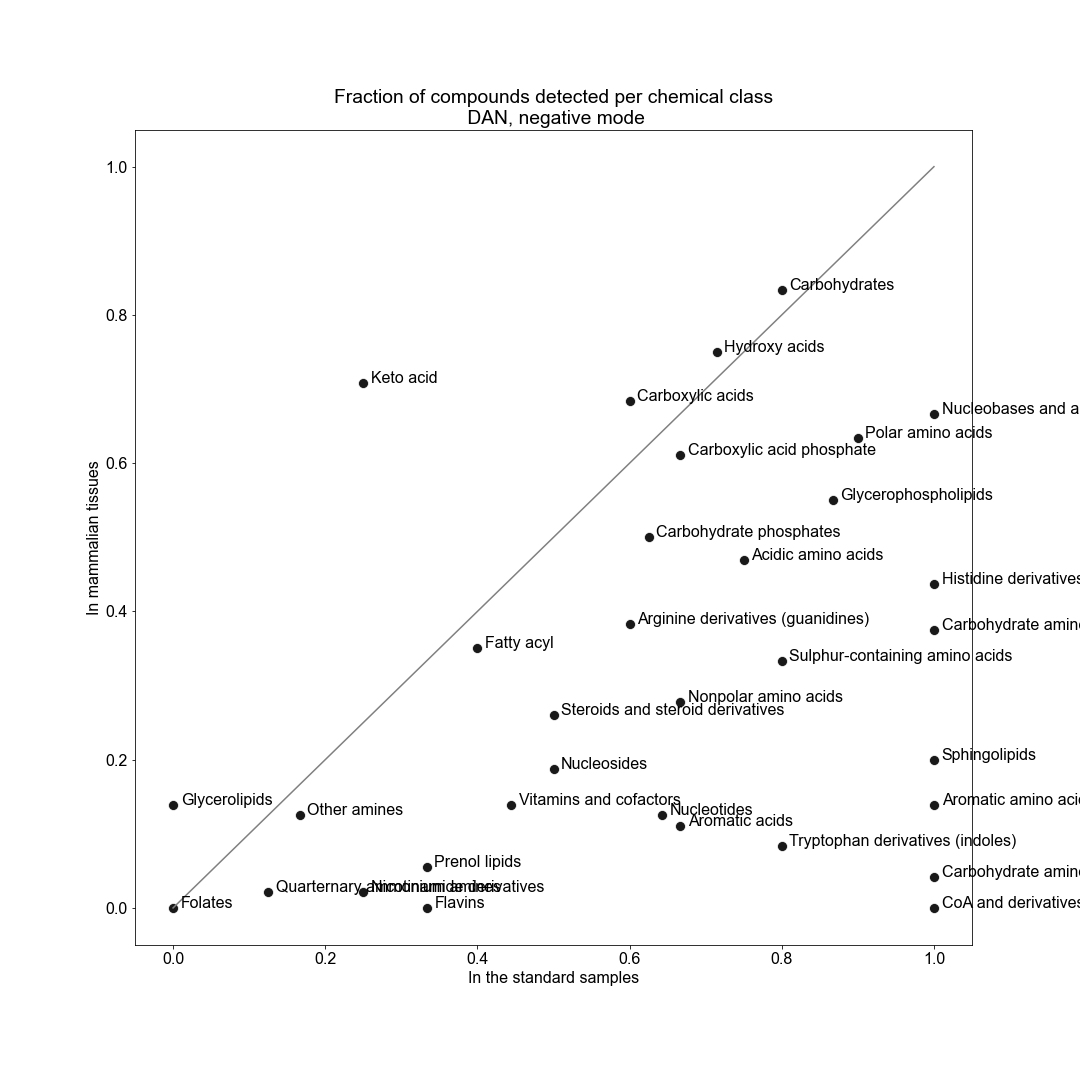 Fraction of compounds detected per chemical class
DAN, negative mode
1.0
0.8
0.6
0.4
0.2
0.0
In mammalian tissues
Carbohydrates
Hydroxy acids
Keto acid
Carboxylic acids
Nucleobases and a
Polar amino acids
Carboxylic acid phosphate
Glycerophospholipids
Carbohydrate phosphates
Acidic amino acids
Histidine derivatives
Arginine derivatives (guanidines)
Carbohydrate amin
Fatty acyl
Sulphur-containing amino acids
Nonpolar amino acids
Steroids and steroid derivatives
Nucleosides
Sphingolipids
Glycerolipids
Vitamins and cofactors
Aromatic amino aci
Other amines
Nucleotides
Aromatic acids
Tryptophan derivatives (indoles)
Prenol lipids
Carbohydrate amin
Quarternary ammonium amines
Nicotinamide derivatives
Folates
Flavins
CoA and derivatives
0.0
0.2
0.4
0.6
0.8
1.0
In the standard samples